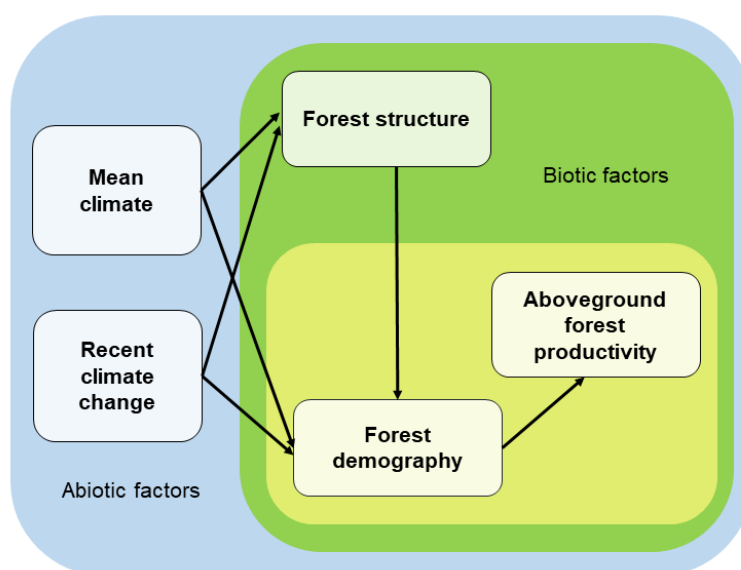 Forest structure
Mean
climate
Biotic factors
Recent
climate
change
Aboveground
forest
productivity
Forest
demography
Abiotic factors